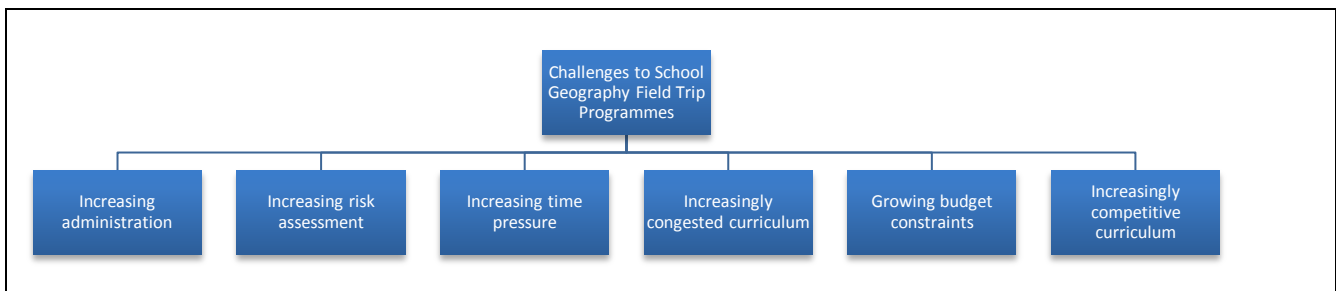 Challenges to School
Geography Field Trip
Programmes
Increasing
administration
Increasing risk
assessment
Increasing time
pressure
Increasingly
congested curriculum
Growing budget
constraints
Increasingly
competitive
curriculum